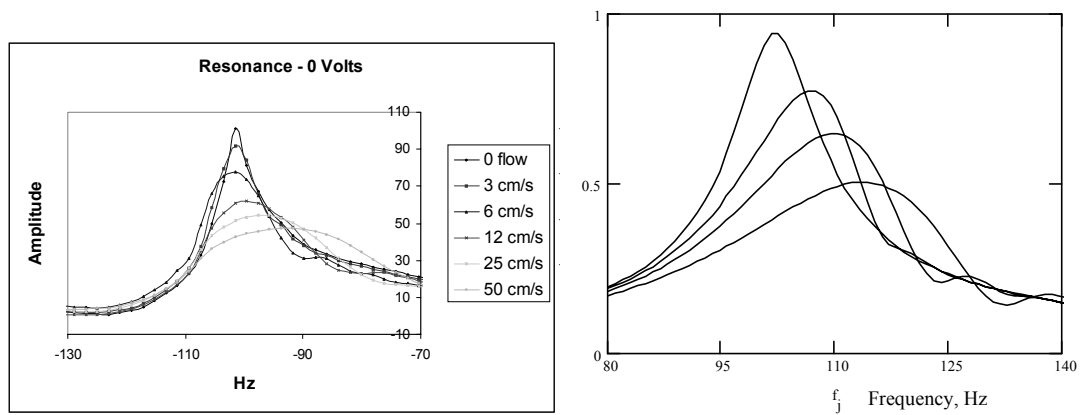 Resonance - 0 Volts
110
90
70
50
30
10
-10
Amplitude
-130
-110
-90
-70
Hz
0 flow
3 cm/s
6 cm/s
12 cm/s
25 cm/s
50 cm/s
1
0.5
0
80
95
110
125
140
f j Frequency, Hz